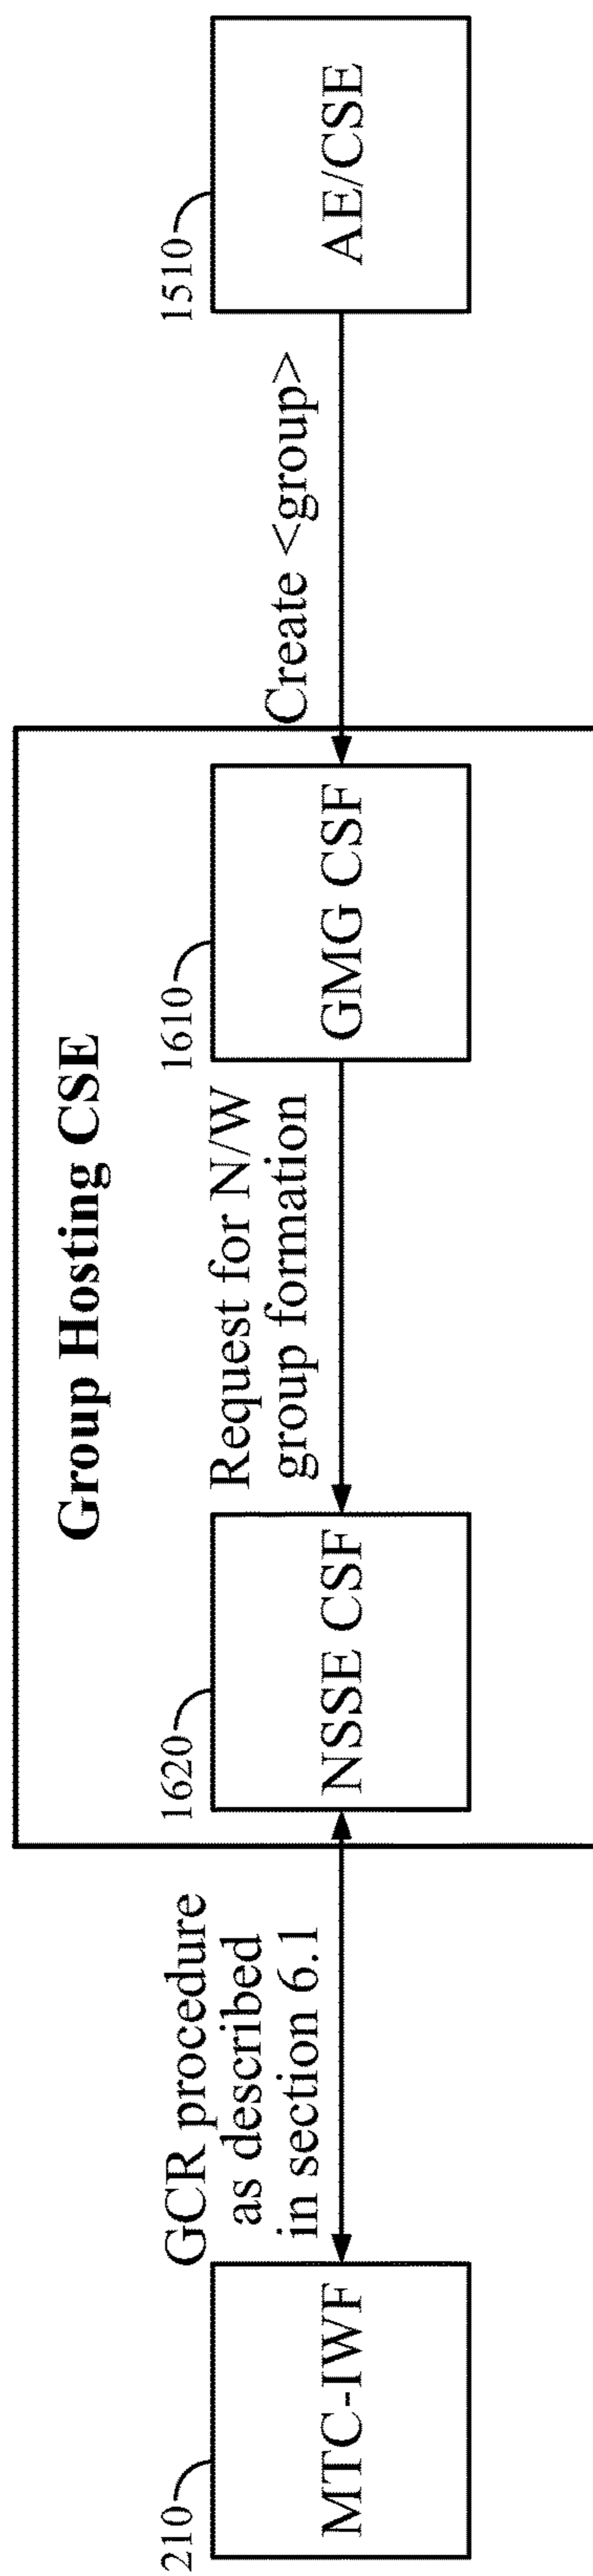 Group Hosting CSE
210
MTC-IWF
GCR procedure
as described
in section 6.1
1620
NSSE CSF
Request for N/W
group formation
1610
GMG CSF
Create <group>
1510
AE/CSE